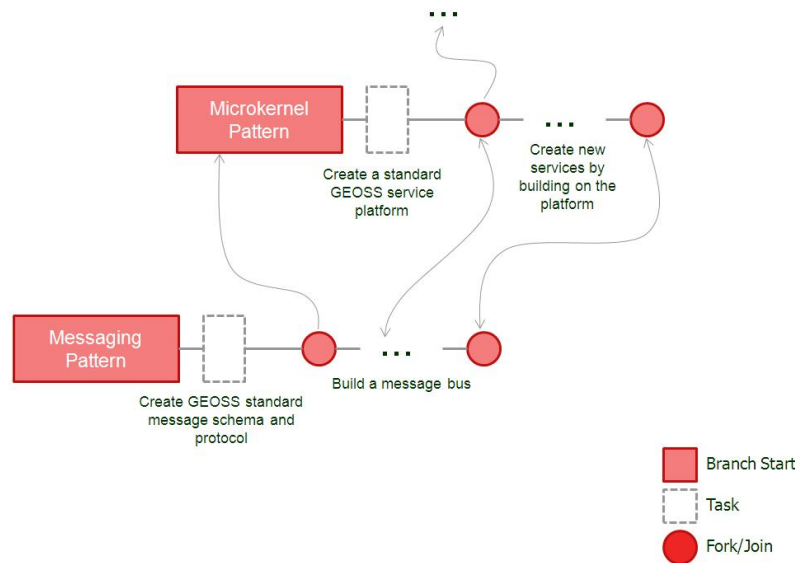 ...
Microkernel
Pattern
...
Create a standard
GEOSS service
platform
Create new
services by
building on the
platform
Messaging
Pattern
...
Create GEOSS standard
message schema and
protocol
Build a message bus
Branch Start
Task
Fork/Join